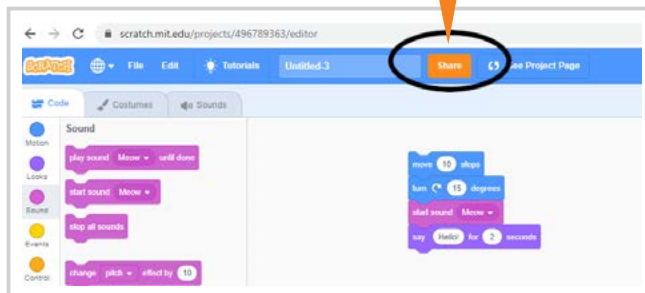 scratch.mit.edu/projects/496789363/editor
SCRATCH File Edit Tutorials Untitled-3 Share See Project Page
Code Costumes Sounds
Motion
Looks
Sound
Events
Control
Sound
play sound Meow until done
start sound Meow
stop all sounds
change pitch effect by 10
move 10 steps
turn 15 degrees
start sound Meow
say Hello! for 2 seconds